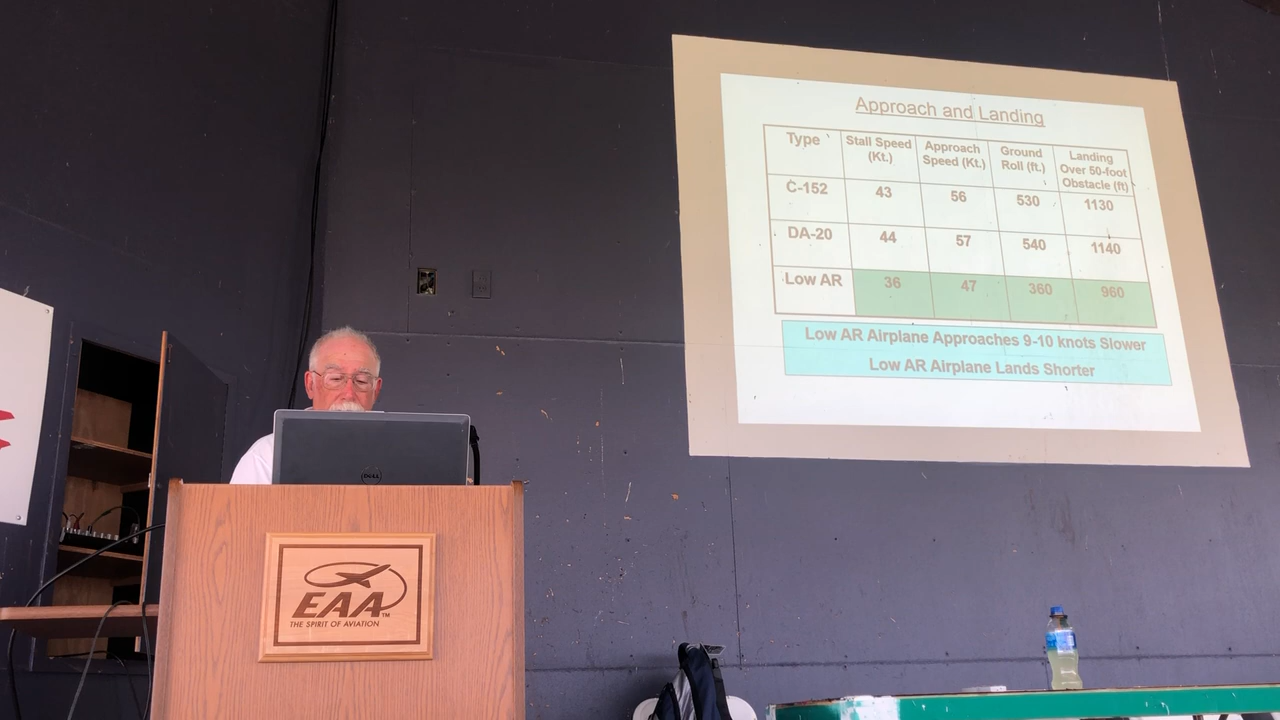 Approach and Landing
Type Stall Speed (Kt.) Approach Speed (Kt.) Ground Roll (ft.) Landing Over 50-foot Obstacle (ft)
C-152 43 56 530 1130
DA-20 44 57 540 1140
Low AR 36 47 360 960
Low AR Airplane Approaches 9-10 knots Slower
Low AR Airplane Lands Shorter
DELL
EAA™
THE SPIRIT OF AVIATION